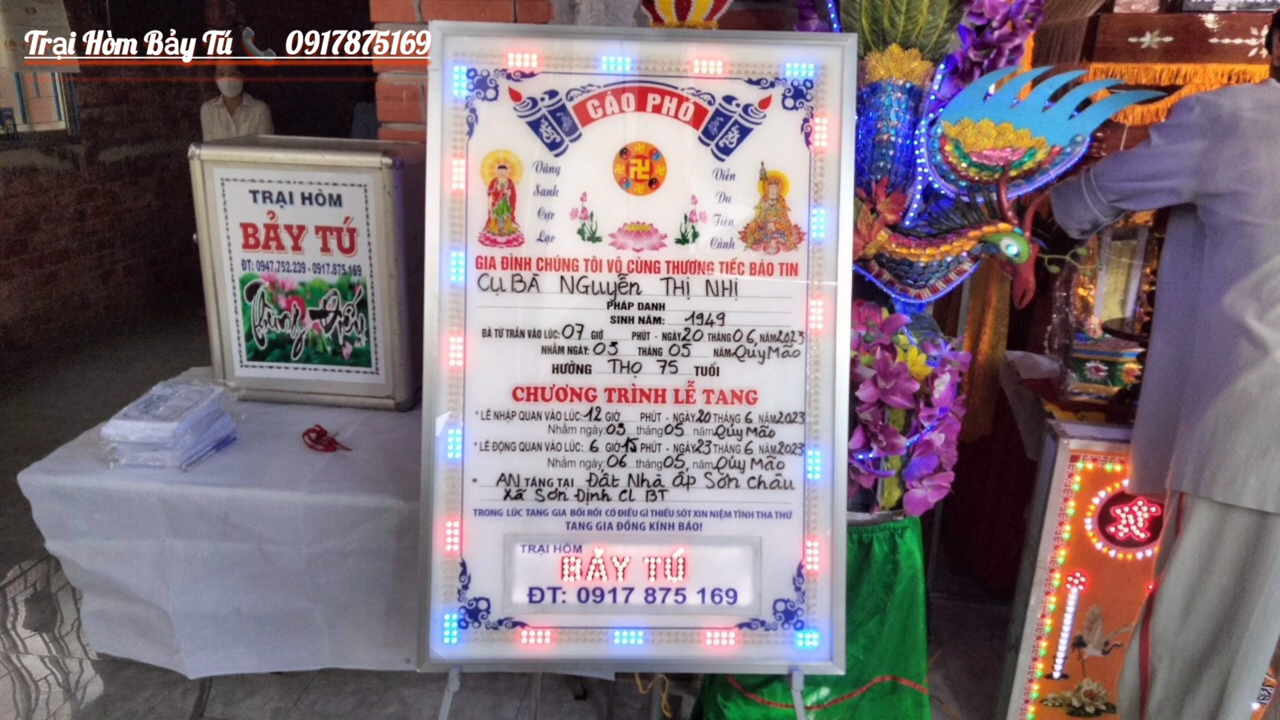 Trại Hòm Bảy Tú 📞 0917875169
TRẠI HÒM
BẢY TÚ
ĐT: 0947.752.239 - 0917.875.169
Thùng Điếu
CÁO PHÓ
Vãng
Sanh
Cực
Lạc
Viễn
Du
Tiên
Cảnh
GIA ĐÌNH CHÚNG TÔI VÔ CÙNG THƯƠNG TIẾC BÁO TIN
CỤ BÀ NGUYỄN THỊ NHỊ
PHÁP DANH
SINH NĂM: 1949
ĐÃ TỪ TRẦN VÀO LÚC: 07 GIỜ PHÚT - NGÀY 20 THÁNG 06, NĂM 2023
NHẰM NGÀY: 03 THÁNG 05 NĂM Quý Mão
HƯỞNG THỌ 75 TUỔI
CHƯƠNG TRÌNH LỄ TANG
* LỄ NHẬP QUAN VÀO LÚC: 12 GIỜ PHÚT - NGÀY 20 THÁNG 6 NĂM 2023
Nhằm ngày: 03 tháng 05, năm Quý Mão
* LỄ ĐỘNG QUAN VÀO LÚC: 6 GIỜ 15 PHÚT - NGÀY 23 THÁNG 6 NĂM 2023
Nhằm ngày: 06 tháng 05, năm Quý Mão
* AN TÁNG TẠI Đất Nhà Ấp Sơn Châu
Xã Sơn Định CL BT
TRONG LÚC TANG GIA BỐI RỐI CÓ ĐIỀU GÌ THIẾU SÓT XIN NIỆM TÌNH THA THỨ
TANG GIA ĐỒNG KÍNH BÁO!
TRẠI HÒM
BẢY TÚ
ĐT: 0917 875 169